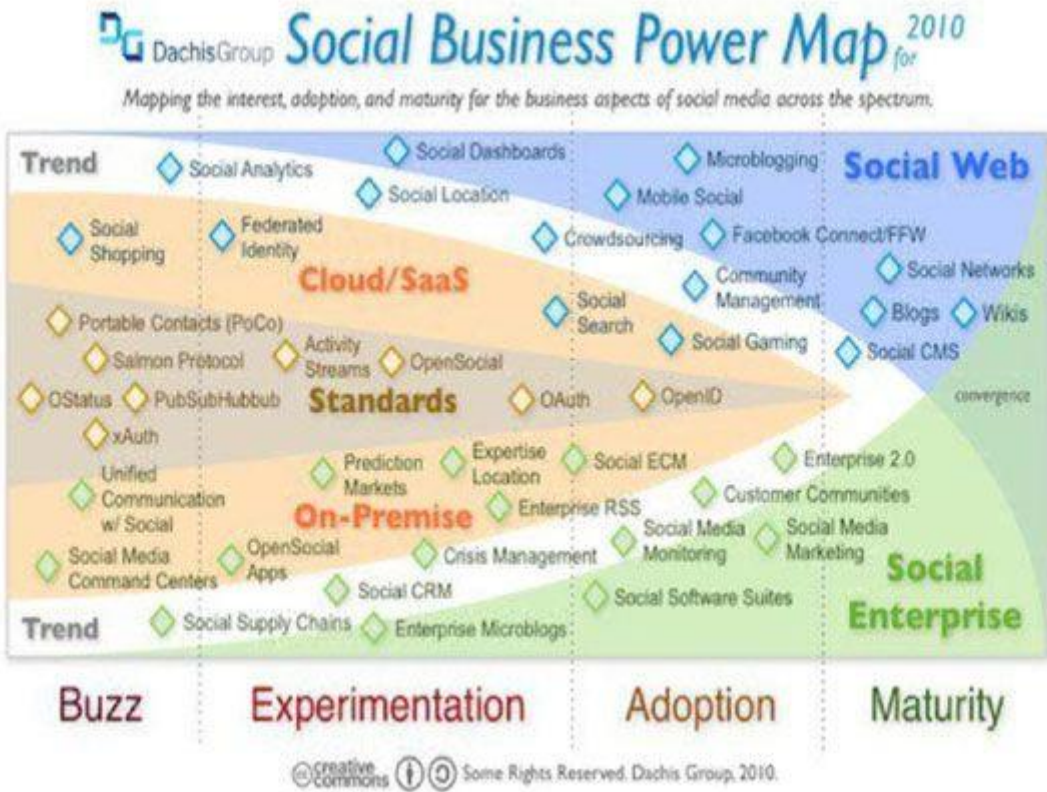 DG DachisGroup Social Business Power Map for 2010
Mapping the interest, adoption, and maturity for the business aspects of social media across the spectrum.
Trend
Social Web
Social Analytics
Social Dashboards
Microblogging
Social Location
Mobile Social
Social
Shopping
Federated
Identity
Crowdsourcing
Facebook Connect/FFW
Cloud/SaaS
Social Networks
Community
Management
Social
Search
Blogs
Wikis
Portable Contacts (PoCo)
Social Gaming
Social CMS
Salmon Protocol
Activity
Streams
OpenSocial
OStatus
PubSubHubbub
Standards
OAuth
OpenID
convergence
xAuth
Unified
Communication
w/ Social
Prediction
Markets
Expertise
Location
Social ECM
Enterprise 2.0
On-Premise
Enterprise RSS
Customer Communities
Social Media
Command Centers
OpenSocial
Apps
Crisis Management
Social Media
Monitoring
Social Media
Marketing
Social CRM
Social Software Suites
Social
Enterprise
Trend
Social Supply Chains
Enterprise Microblogs
Buzz
Experimentation
Adoption
Maturity
cc creative commons Some Rights Reserved. Dachis Group, 2010.